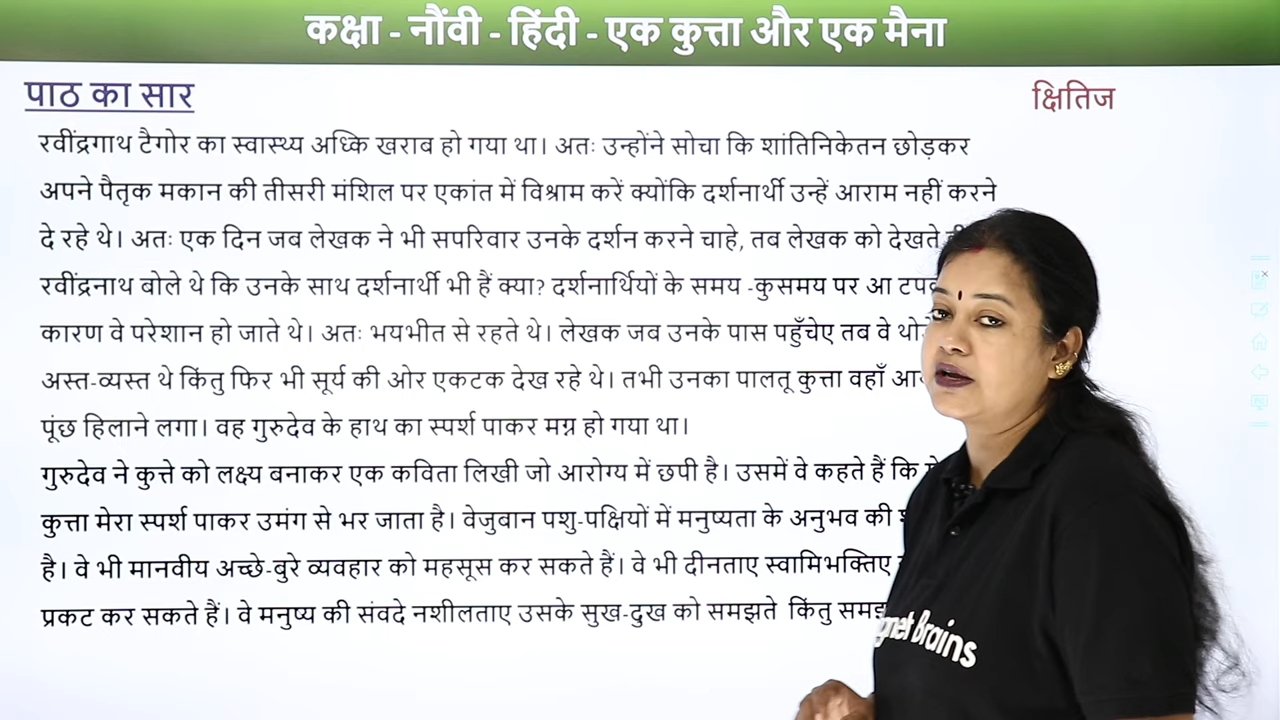 कक्षा - नौंवी - हिंदी - एक कुत्ता और एक मैना
पाठ का सार
क्षितिज
रवींद्रगाथ टैगोर का स्वास्थ्य अध्कि खराब हो गया था। अतः उन्होंने सोचा कि शांतिनिकेतन छोड़कर
अपने पैतृक मकान की तीसरी मंशिल पर एकांत में विश्राम करें क्योंकि दर्शनार्थी उन्हें आराम नहीं करने
दे रहे थे। अतः एक दिन जब लेखक ने भी सपरिवार उनके दर्शन करने चाहे, तब लेखक को देखते
रवींद्रनाथ बोले थे कि उनके साथ दर्शनार्थी भी हैं क्या? दर्शनार्थियों के समय -कुसमय पर आ
कारण वे परेशान हो जाते थे। अतः भयभीत से रहते थे। लेखक जब उनके पास पहुँचेए तब वे
अस्त-व्यस्त थे किंतु फिर भी सूर्य की ओर एकटक देख रहे थे। तभी उनका पालतू कुत्ता वहाँ
पूंछ हिलाने लगा। वह गुरुदेव के हाथ का स्पर्श पाकर मग्न हो गया था।
गुरुदेव ने कुत्ते को लक्ष्य बनाकर एक कविता लिखी जो आरोग्य में छपी है। उसमें वे कहते हैं कि
कुत्ता मेरा स्पर्श पाकर उमंग से भर जाता है। वेजुबान पशु-पक्षियों में मनुष्यता के अनुभव की
है। वे भी मानवीय अच्छे-बुरे व्यवहार को महसूस कर सकते हैं। वे भी दीनताए स्वामिभक्तिए
प्रकट कर सकते हैं। वे मनुष्य की संवदे नशीलताए उसके सुख-दुख को समझते किंतु
gnet Brains